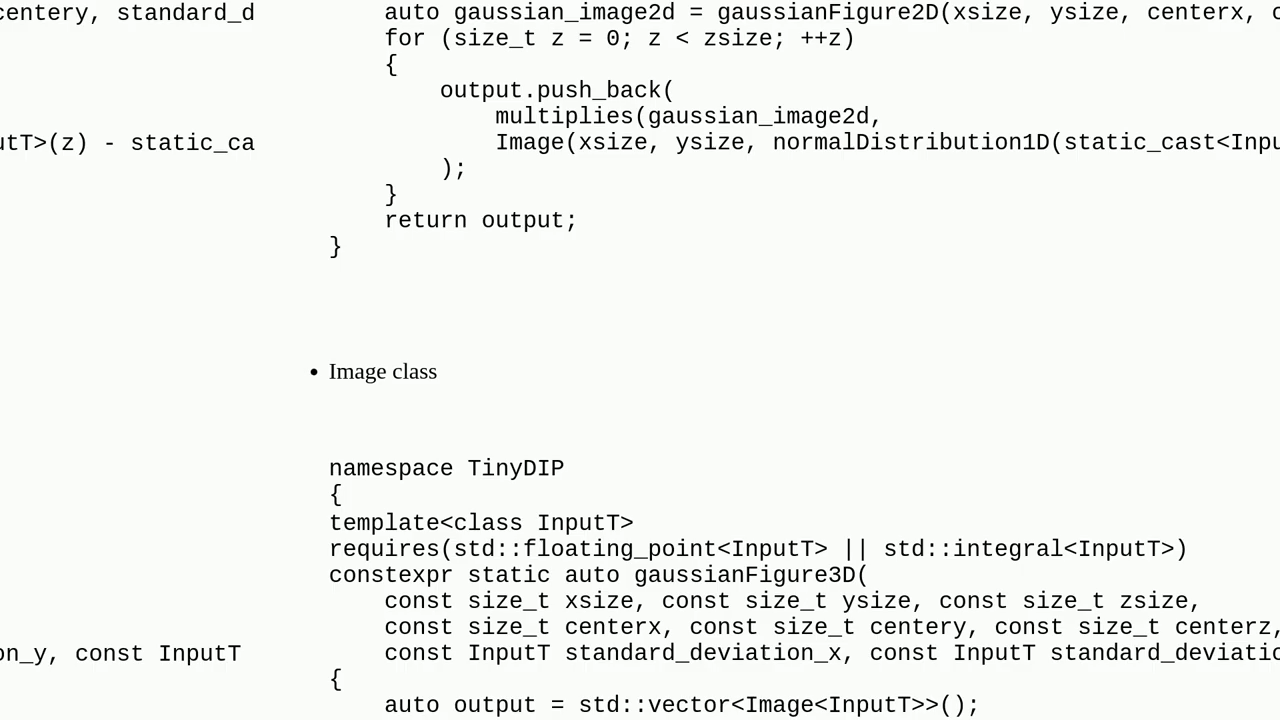 centery, standard_d
auto gaussian_image2d = gaussianFigure2D(xsize, ysize, centerx, c
for (size_t z = 0; z < zsize; ++z)
{
output.push_back(
multiplies(gaussian_image2d,
utT>(z) - static_ca
Image(xsize, ysize, normalDistribution1D(static_cast<Inpu
);
}
return output;
}
• Image class
namespace TinyDIP
{
template<class InputT>
requires(std::floating_point<InputT> || std::integral<InputT>)
constexpr static auto gaussianFigure3D(
const size_t xsize, const size_t ysize, const size_t zsize,
const size_t centerx, const size_t centery, const size_t centerz,
on_y, const InputT
const InputT standard_deviation_x, const InputT standard_deviatio
{
auto output = std::vector<Image<InputT>>();